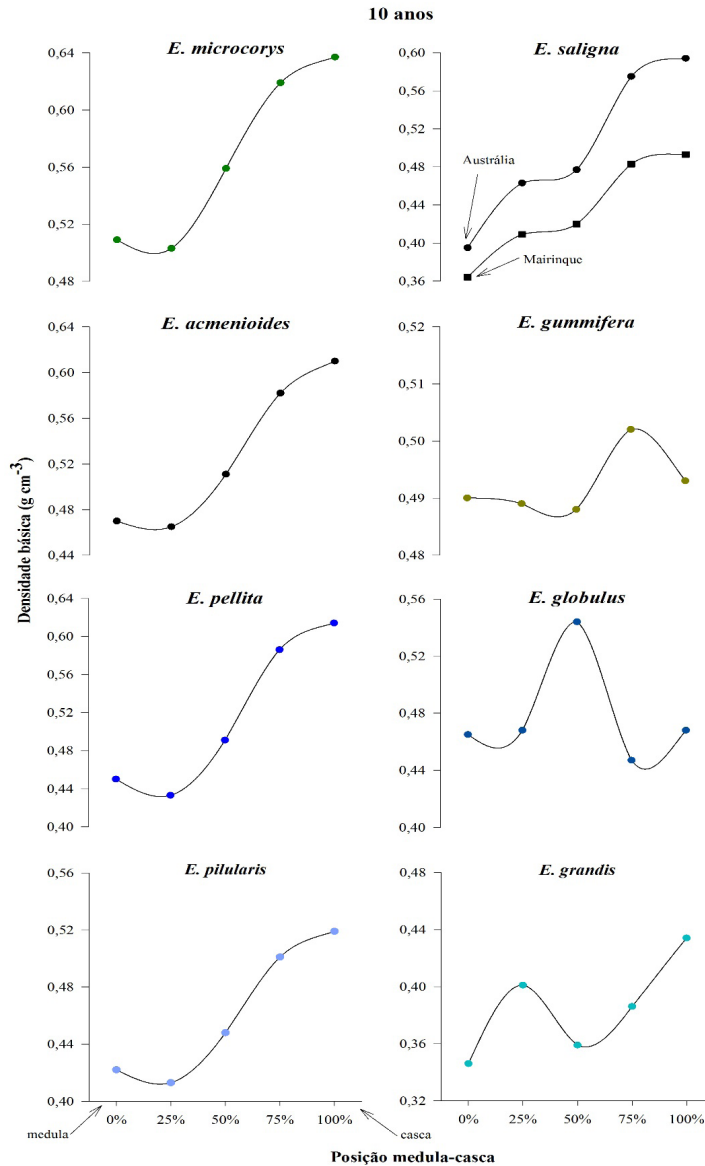 10 anos
E. microcorys
0,64
0,60
0,56
0,52
0,48
E. saligna
0,60
0,56
0,52
0,48
0,44
0,40
0,36
Austrália
Mairinque
E. acmenioides
0,64
0,60
0,56
0,52
0,48
0,44
E. gummifera
0,52
0,51
0,50
0,49
0,48
Densidade básica (g cm-3)
E. pellita
0,64
0,60
0,56
0,52
0,48
0,44
0,40
E. globulus
0,56
0,52
0,48
0,44
0,40
E. pilularis
0,56
0,52
0,48
0,44
0,40
0% 25% 50% 75% 100%
E. grandis
0,48
0,44
0,40
0,36
0,32
0% 25% 50% 75% 100%
medula
casca
Posição medula-casca